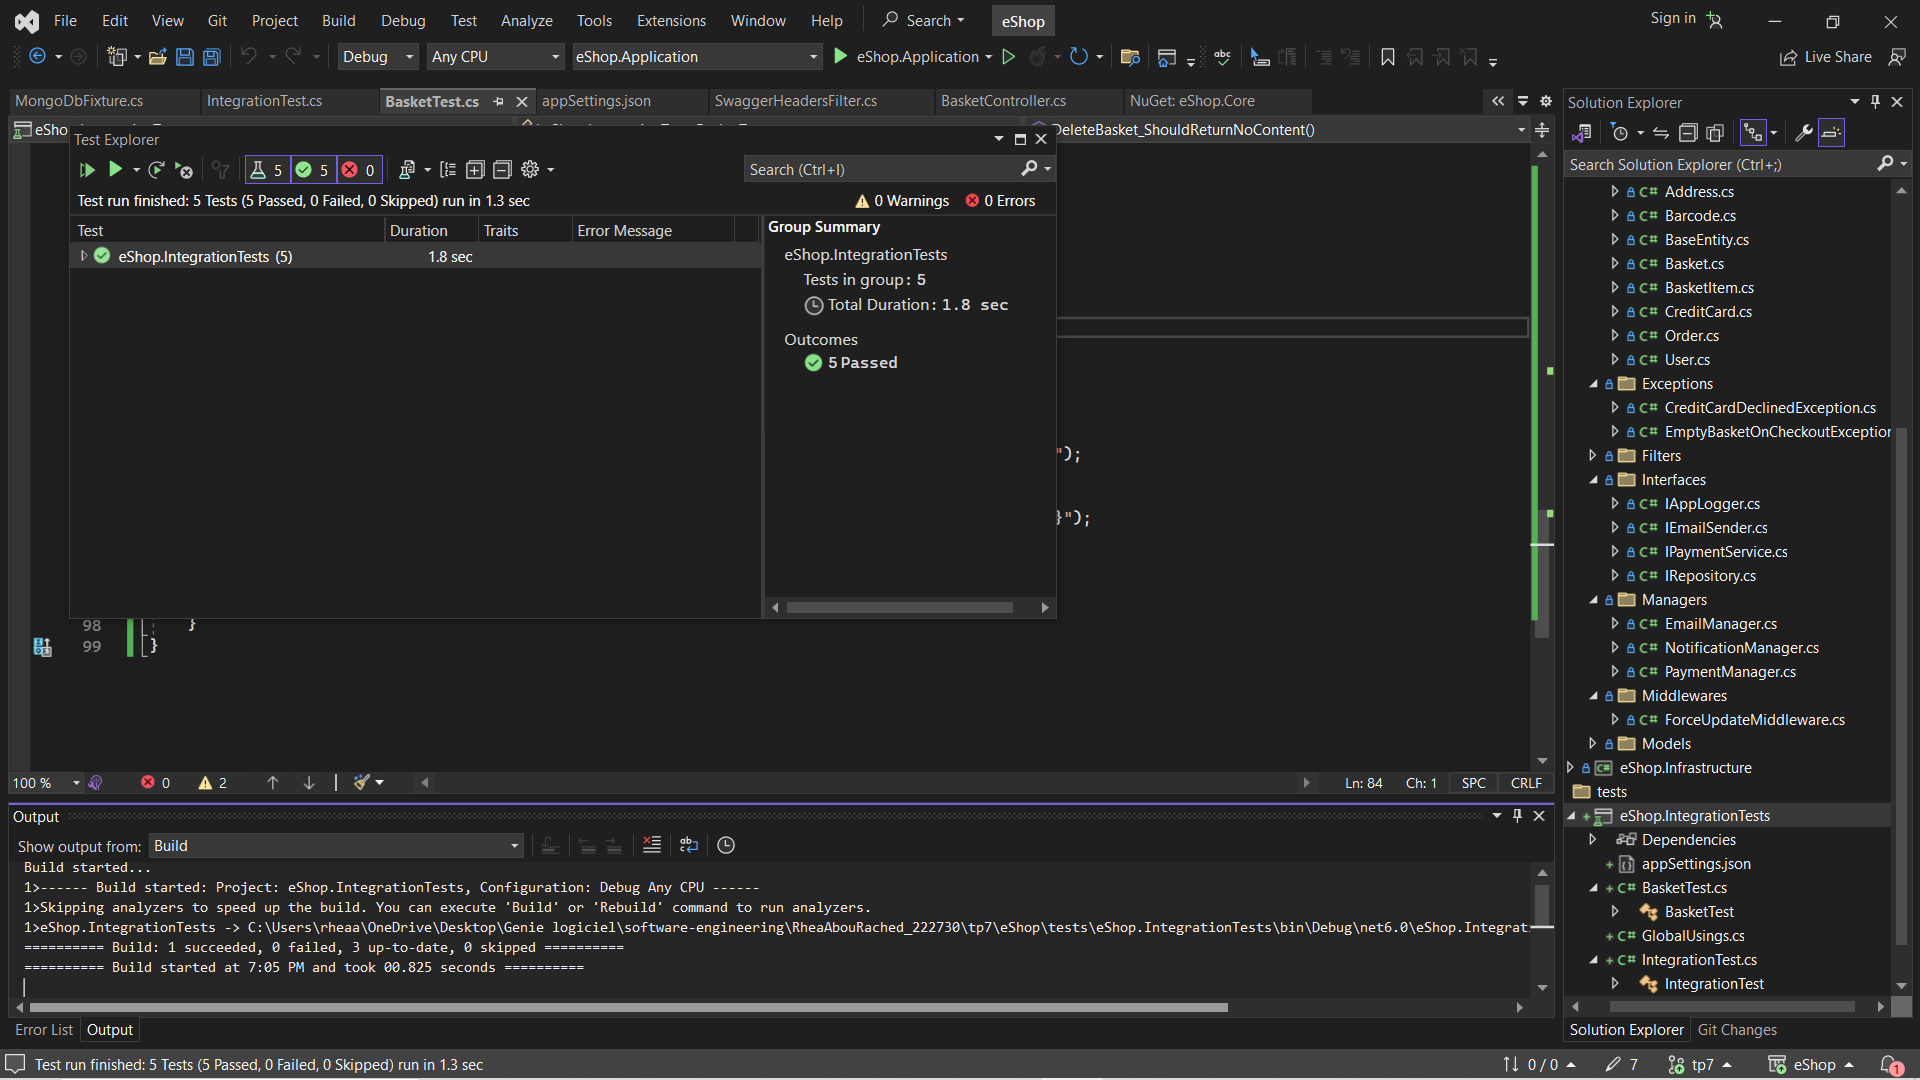 File Edit View Git Project Build Debug Test Analyze Tools Extensions Window Help Search eShop Sign in
Debug Any CPU eShop.Application eShop.Application Live Share
MongoDbFixture.cs IntegrationTest.cs BasketTest.cs appSettings.json SwaggerHeadersFilter.cs BasketController.cs NuGet: eShop.Core
eSho DeleteBasket_ShouldReturnNoContent()
Test Explorer
5 5 0 Search (Ctrl+I)
Test run finished: 5 Tests (5 Passed, 0 Failed, 0 Skipped) run in 1.3 sec 0 Warnings 0 Errors
Test Duration Traits Error Message
eShop.IntegrationTests (5) 1.8 sec
Group Summary
eShop.IntegrationTests
Tests in group: 5
Total Duration: 1.8 sec
Outcomes
5 Passed
");
}");
98 }
99 }
100 % 0 2 Ln: 84 Ch: 1 SPC CRLF
Output
Show output from: Build
Build started...
1>------ Build started: Project: eShop.IntegrationTests, Configuration: Debug Any CPU ------
1>Skipping analyzers to speed up the build. You can execute 'Build' or 'Rebuild' command to run analyzers.
1>eShop.IntegrationTests -> C:\Users\rheaa\OneDrive\Desktop\Genie logiciel\software-engineering\RheaAbouRached_222730\tp7\eShop\tests\eShop.IntegrationTests\bin\Debug\net6.0\eShop.Integrat
========== Build: 1 succeeded, 0 failed, 3 up-to-date, 0 skipped ==========
========== Build started at 7:05 PM and took 00.825 seconds ==========
Error List Output
Solution Explorer
Search Solution Explorer (Ctrl+;)
C# Address.cs
C# Barcode.cs
C# BaseEntity.cs
C# Basket.cs
C# BasketItem.cs
C# CreditCard.cs
C# Order.cs
C# User.cs
Exceptions
C# CreditCardDeclinedException.cs
C# EmptyBasketOnCheckoutException
Filters
Interfaces
C# IAppLogger.cs
C# IEmailSender.cs
C# IPaymentService.cs
C# IRepository.cs
Managers
C# EmailManager.cs
C# NotificationManager.cs
C# PaymentManager.cs
Middlewares
C# ForceUpdateMiddleware.cs
Models
eShop.Infrastructure
tests
eShop.IntegrationTests
Dependencies
appSettings.json
C# BasketTest.cs
BasketTest
C# GlobalUsings.cs
C# IntegrationTest.cs
IntegrationTest
Solution Explorer Git Changes
Test run finished: 5 Tests (5 Passed, 0 Failed, 0 Skipped) run in 1.3 sec 0 / 0 7 tp7 eShop 1